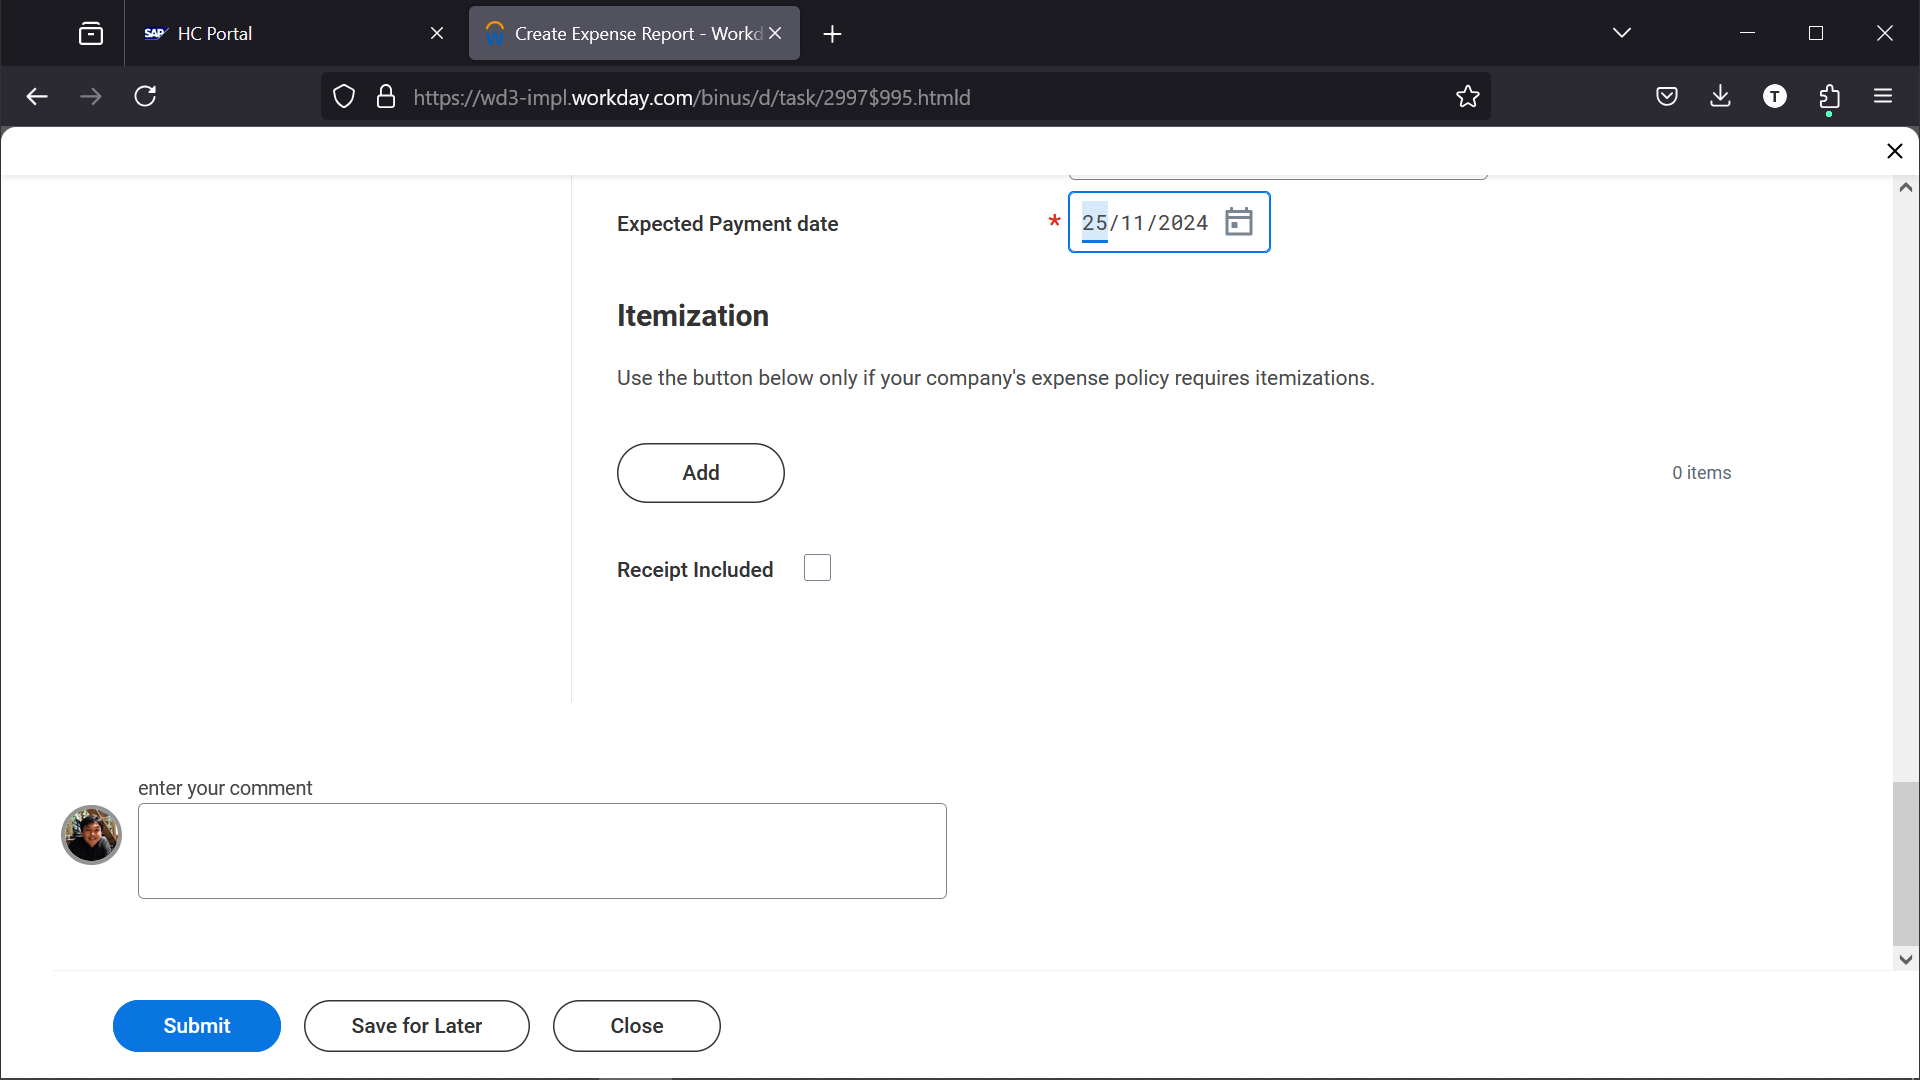 SAP HC Portal
Create Expense Report - Workd
https://wd3-impl.workday.com/binus/d/task/2997$995.htmld
T
Expected Payment date * 25/11/2024
Itemization
Use the button below only if your company's expense policy requires itemizations.
Add
0 items
Receipt Included
enter your comment
Submit
Save for Later
Close